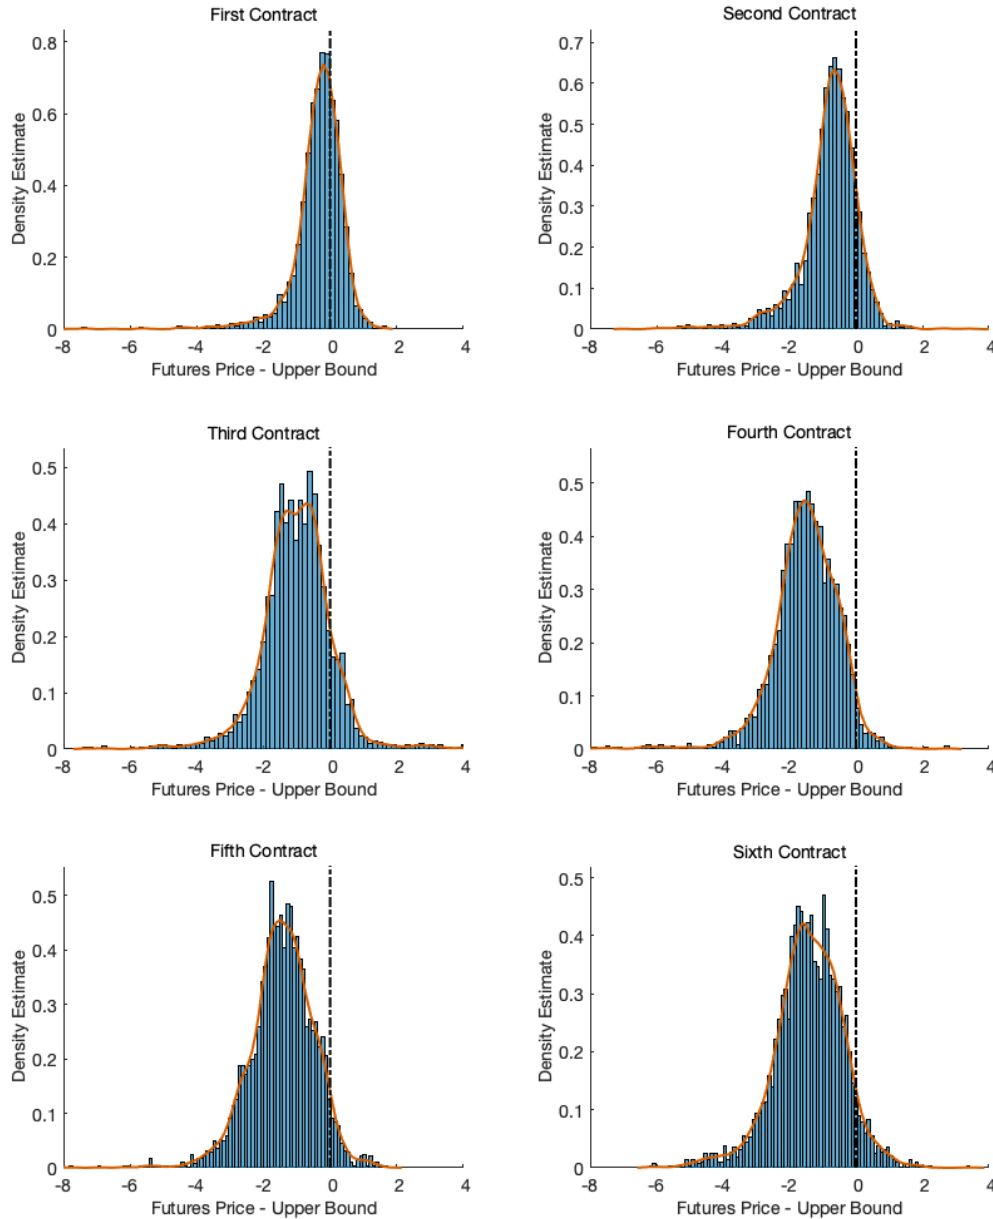 First Contract
Density Estimate
0.8
0.6
0.4
0.2
0
-8 -6 -4 -2 0 2 4
Futures Price - Upper Bound
Second Contract
Density Estimate
0.7
0.6
0.5
0.4
0.3
0.2
0.1
0
-8 -6 -4 -2 0 2 4
Futures Price - Upper Bound
Third Contract
Density Estimate
0.5
0.4
0.3
0.2
0.1
0
-8 -6 -4 -2 0 2 4
Futures Price - Upper Bound
Fourth Contract
Density Estimate
0.5
0.4
0.3
0.2
0.1
0
-8 -6 -4 -2 0 2 4
Futures Price - Upper Bound
Fifth Contract
Density Estimate
0.5
0.4
0.3
0.2
0.1
0
-8 -6 -4 -2 0 2 4
Futures Price - Upper Bound
Sixth Contract
Density Estimate
0.5
0.4
0.3
0.2
0.1
0
-8 -6 -4 -2 0 2 4
Futures Price - Upper Bound